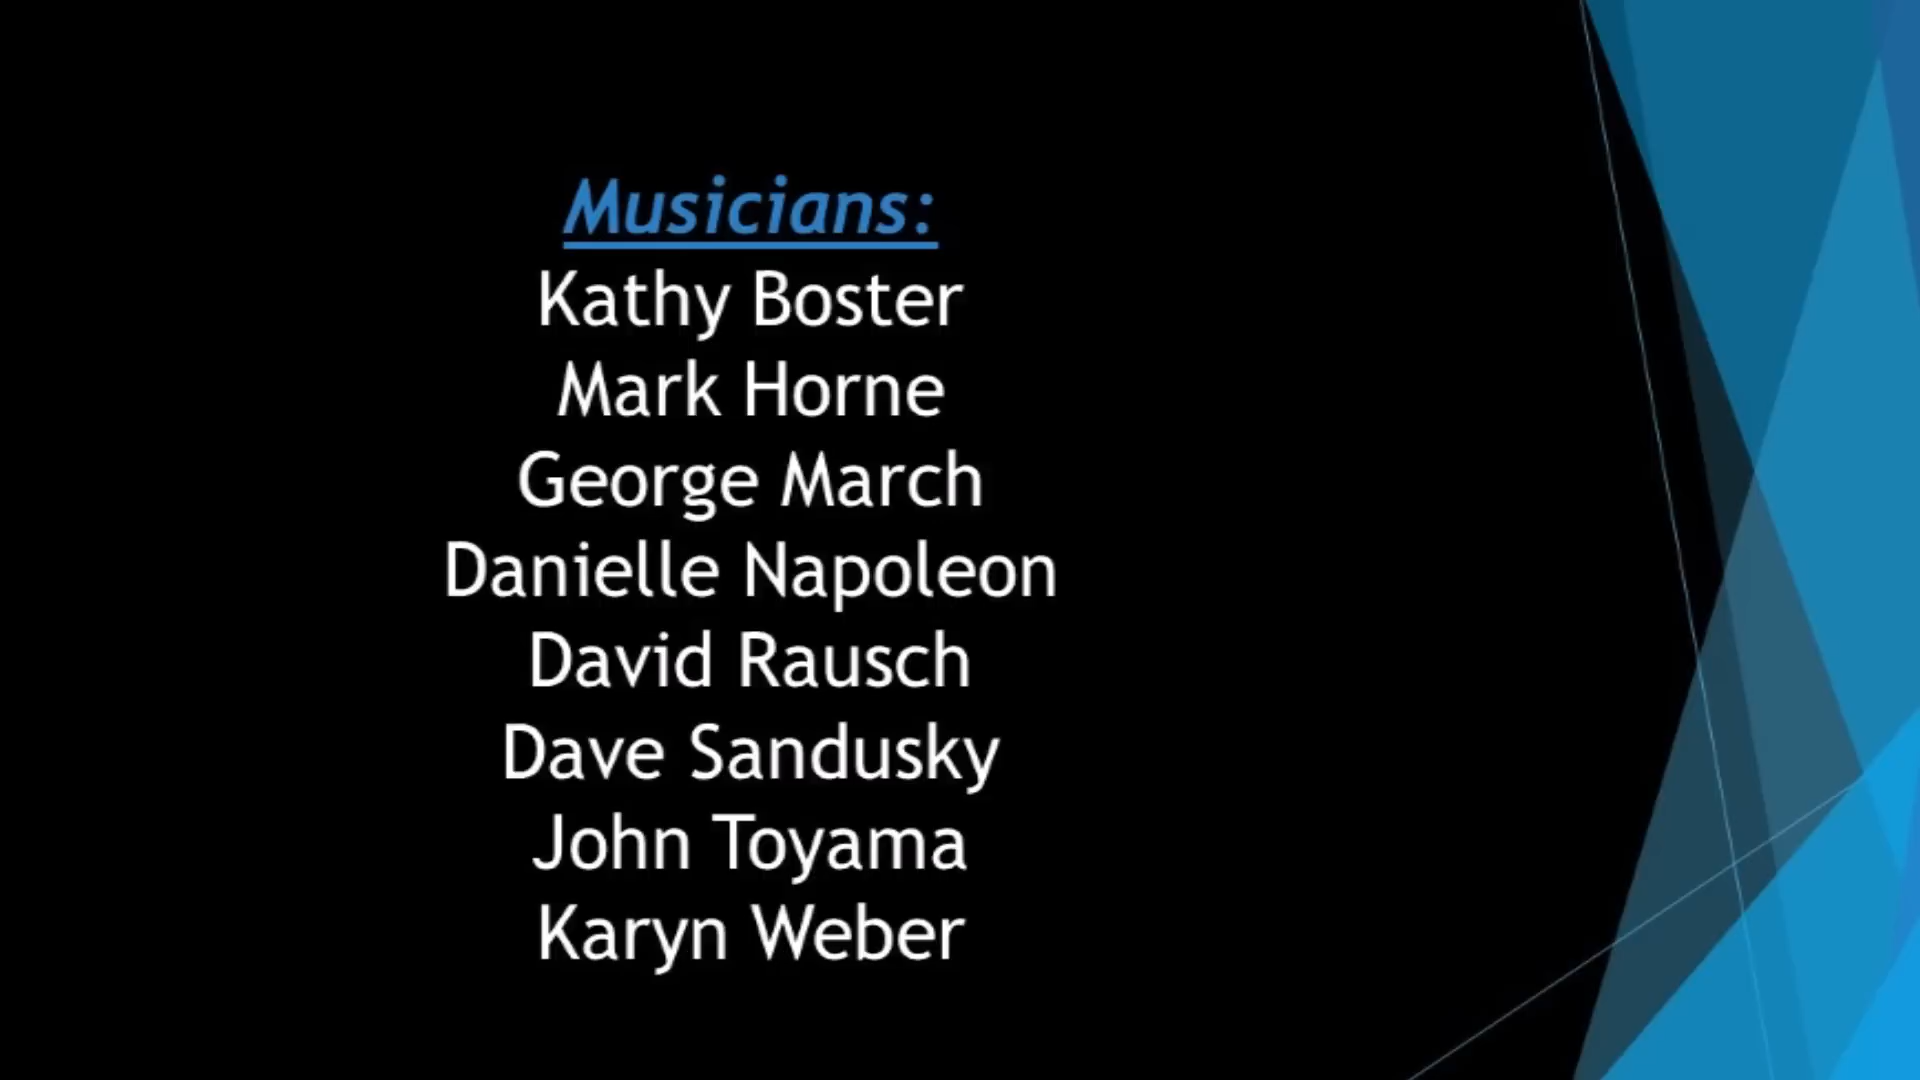 Musicians:
Kathy Boster
Mark Horne
George March
Danielle Napoleon
David Rausch
Dave Sandusky
John Toyama
Karyn Weber